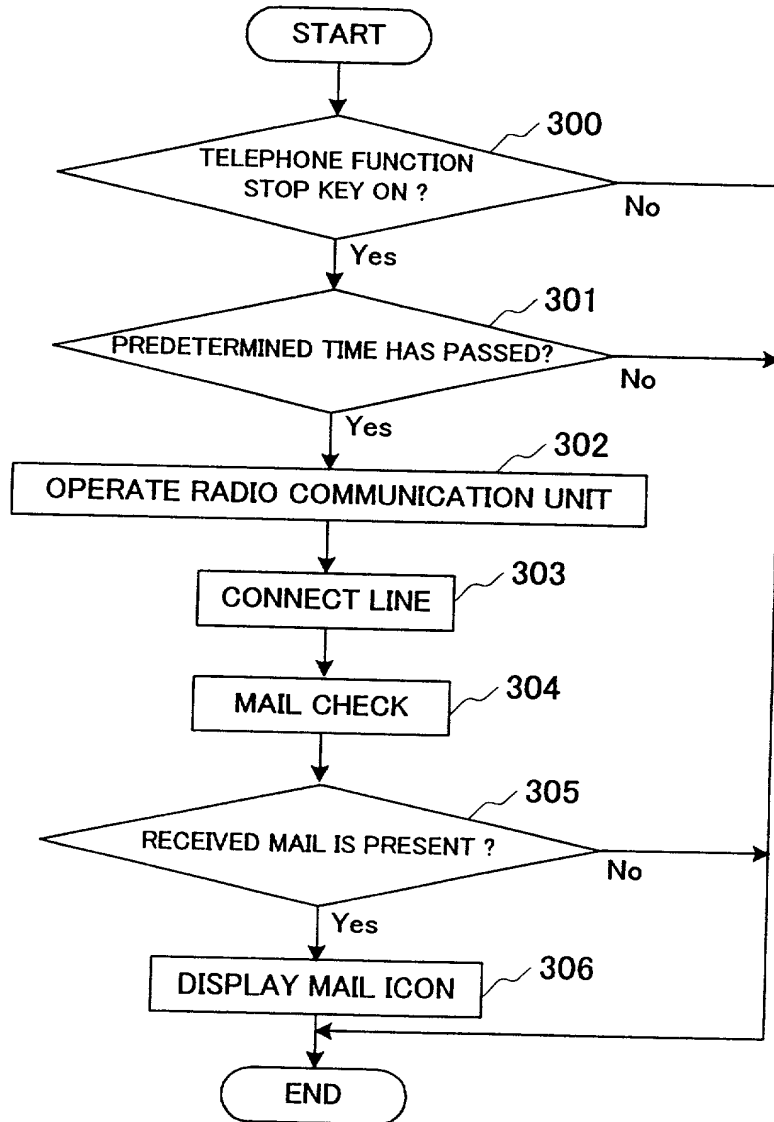 START
300
TELEPHONE FUNCTION
STOP KEY ON ?
No
Yes
301
PREDETERMINED TIME HAS PASSED?
No
Yes
302
OPERATE RADIO COMMUNICATION UNIT
303
CONNECT LINE
304
MAIL CHECK
305
RECEIVED MAIL IS PRESENT ?
No
Yes
306
DISPLAY MAIL ICON
END